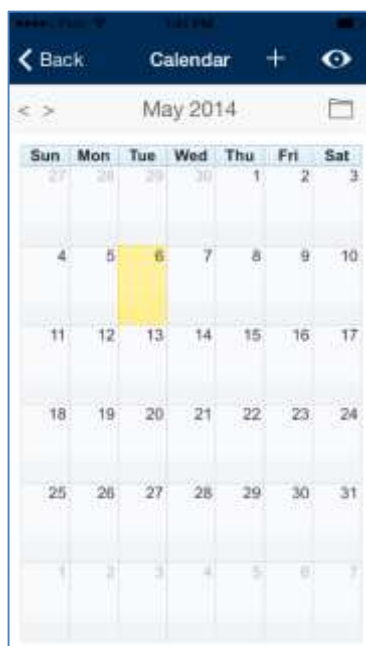 Back Calendar +
< > May 2014
Sun Mon Tue Wed Thu Fri Sat
27 28 29 30 1 2 3
4 5 6 7 8 9 10
11 12 13 14 15 16 17
18 19 20 21 22 23 24
25 26 27 28 29 30 31
1 2 3 4 5 6 7